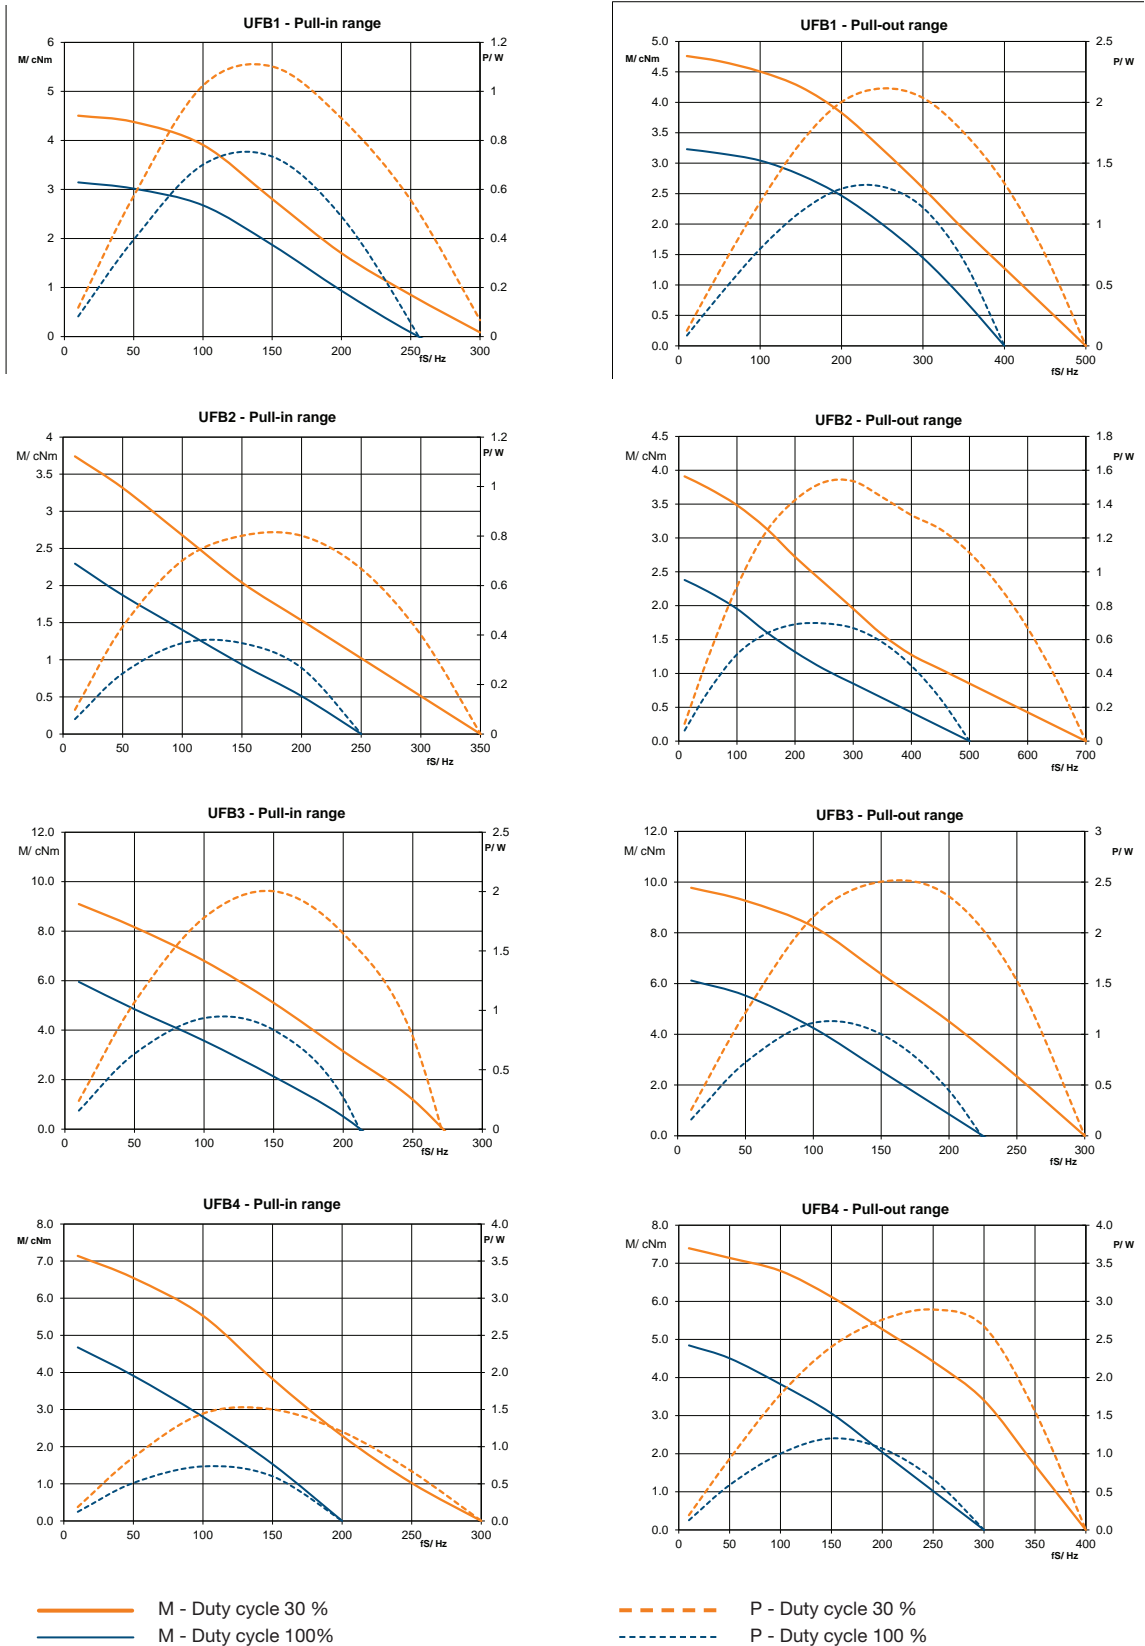 UFB1 - Pull-in range
M/ cNm
P/ W
6
5
4
3
2
1
0
1.2
1
0.8
0.6
0.4
0.2
0
0 50 100 150 200 250 300
fS/ Hz
UFB1 - Pull-out range
M/ cNm
P/ W
5.0
4.5
4.0
3.5
3.0
2.5
2.0
1.5
1.0
0.5
0.0
2.5
2
1.5
1
0.5
0
0 100 200 300 400 500
fS/ Hz
UFB2 - Pull-in range
M/ cNm
P/ W
4
3.5
3
2.5
2
1.5
1
0.5
0
1.2
1
0.8
0.6
0.4
0.2
0
0 50 100 150 200 250 300 350
fS/ Hz
UFB2 - Pull-out range
M/ cNm
P/ W
4.5
4.0
3.5
3.0
2.5
2.0
1.5
1.0
0.5
0.0
1.8
1.6
1.4
1.2
1
0.8
0.6
0.4
0.2
0
0 100 200 300 400 500 600 700
fS/ Hz
UFB3 - Pull-in range
M/ cNm
P/ W
12.0
10.0
8.0
6.0
4.0
2.0
0.0
2.5
2
1.5
1
0.5
0
0 50 100 150 200 250 300
fS/ Hz
UFB3 - Pull-out range
M/ cNm
P/ W
12.0
10.0
8.0
6.0
4.0
2.0
0.0
3
2.5
2
1.5
1
0.5
0
0 50 100 150 200 250 300
fS/ Hz
UFB4 - Pull-in range
M/ cNm
P/ W
8.0
7.0
6.0
5.0
4.0
3.0
2.0
1.0
0.0
4.0
3.5
3.0
2.5
2.0
1.5
1.0
0.5
0.0
0 50 100 150 200 250 300
fS/ Hz
UFB4 - Pull-out range
M/ cNm
P/ W
8.0
7.0
6.0
5.0
4.0
3.0
2.0
1.0
0.0
4.0
3.5
3.0
2.5
2.0
1.5
1.0
0.5
0.0
0 50 100 150 200 250 300 350 400
fS/ Hz
M - Duty cycle 30 %
M - Duty cycle 100%
P - Duty cycle 30 %
P - Duty cycle 100 %